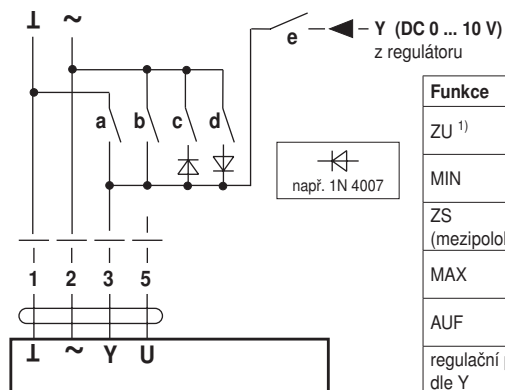 ⊥ ~
e
Y (DC 0 ... 10 V)
z regulátoru
a b c d
např. 1N 4007
Funkce
ZU 1)
MIN
ZS
(mezipolo
MAX
AUF
regulační
dle Y
1 2 3 5
⊥ ~ Y U